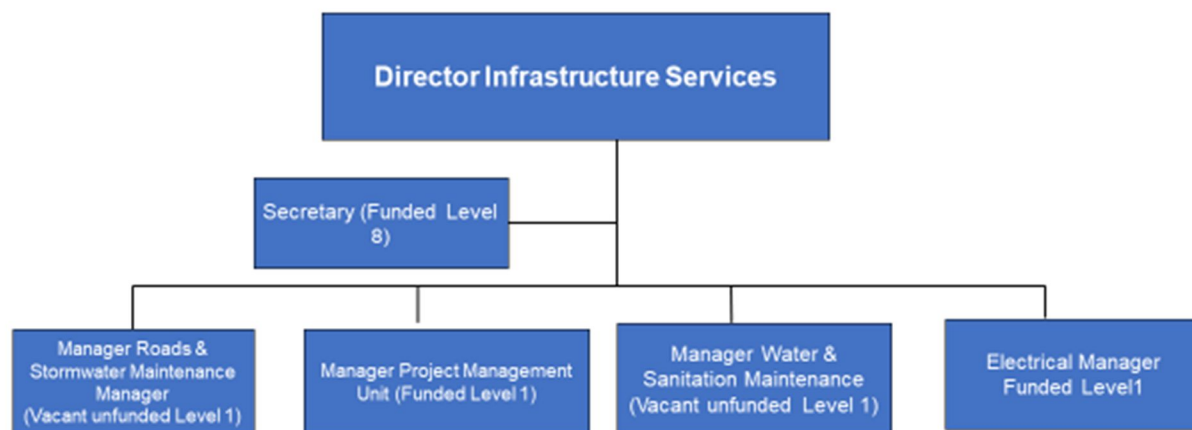 Director Infrastructure Services
Secretary (Funded Level
8)
Manager Roads &
Stormwater Maintenance
Manager
(Vacant unfunded Level 1)
Manager Project Management
Unit (Funded Level 1)
Manager Water &
Sanitation Maintenance
(Vacant unfunded Level 1)
Electrical Manager
Funded Level1